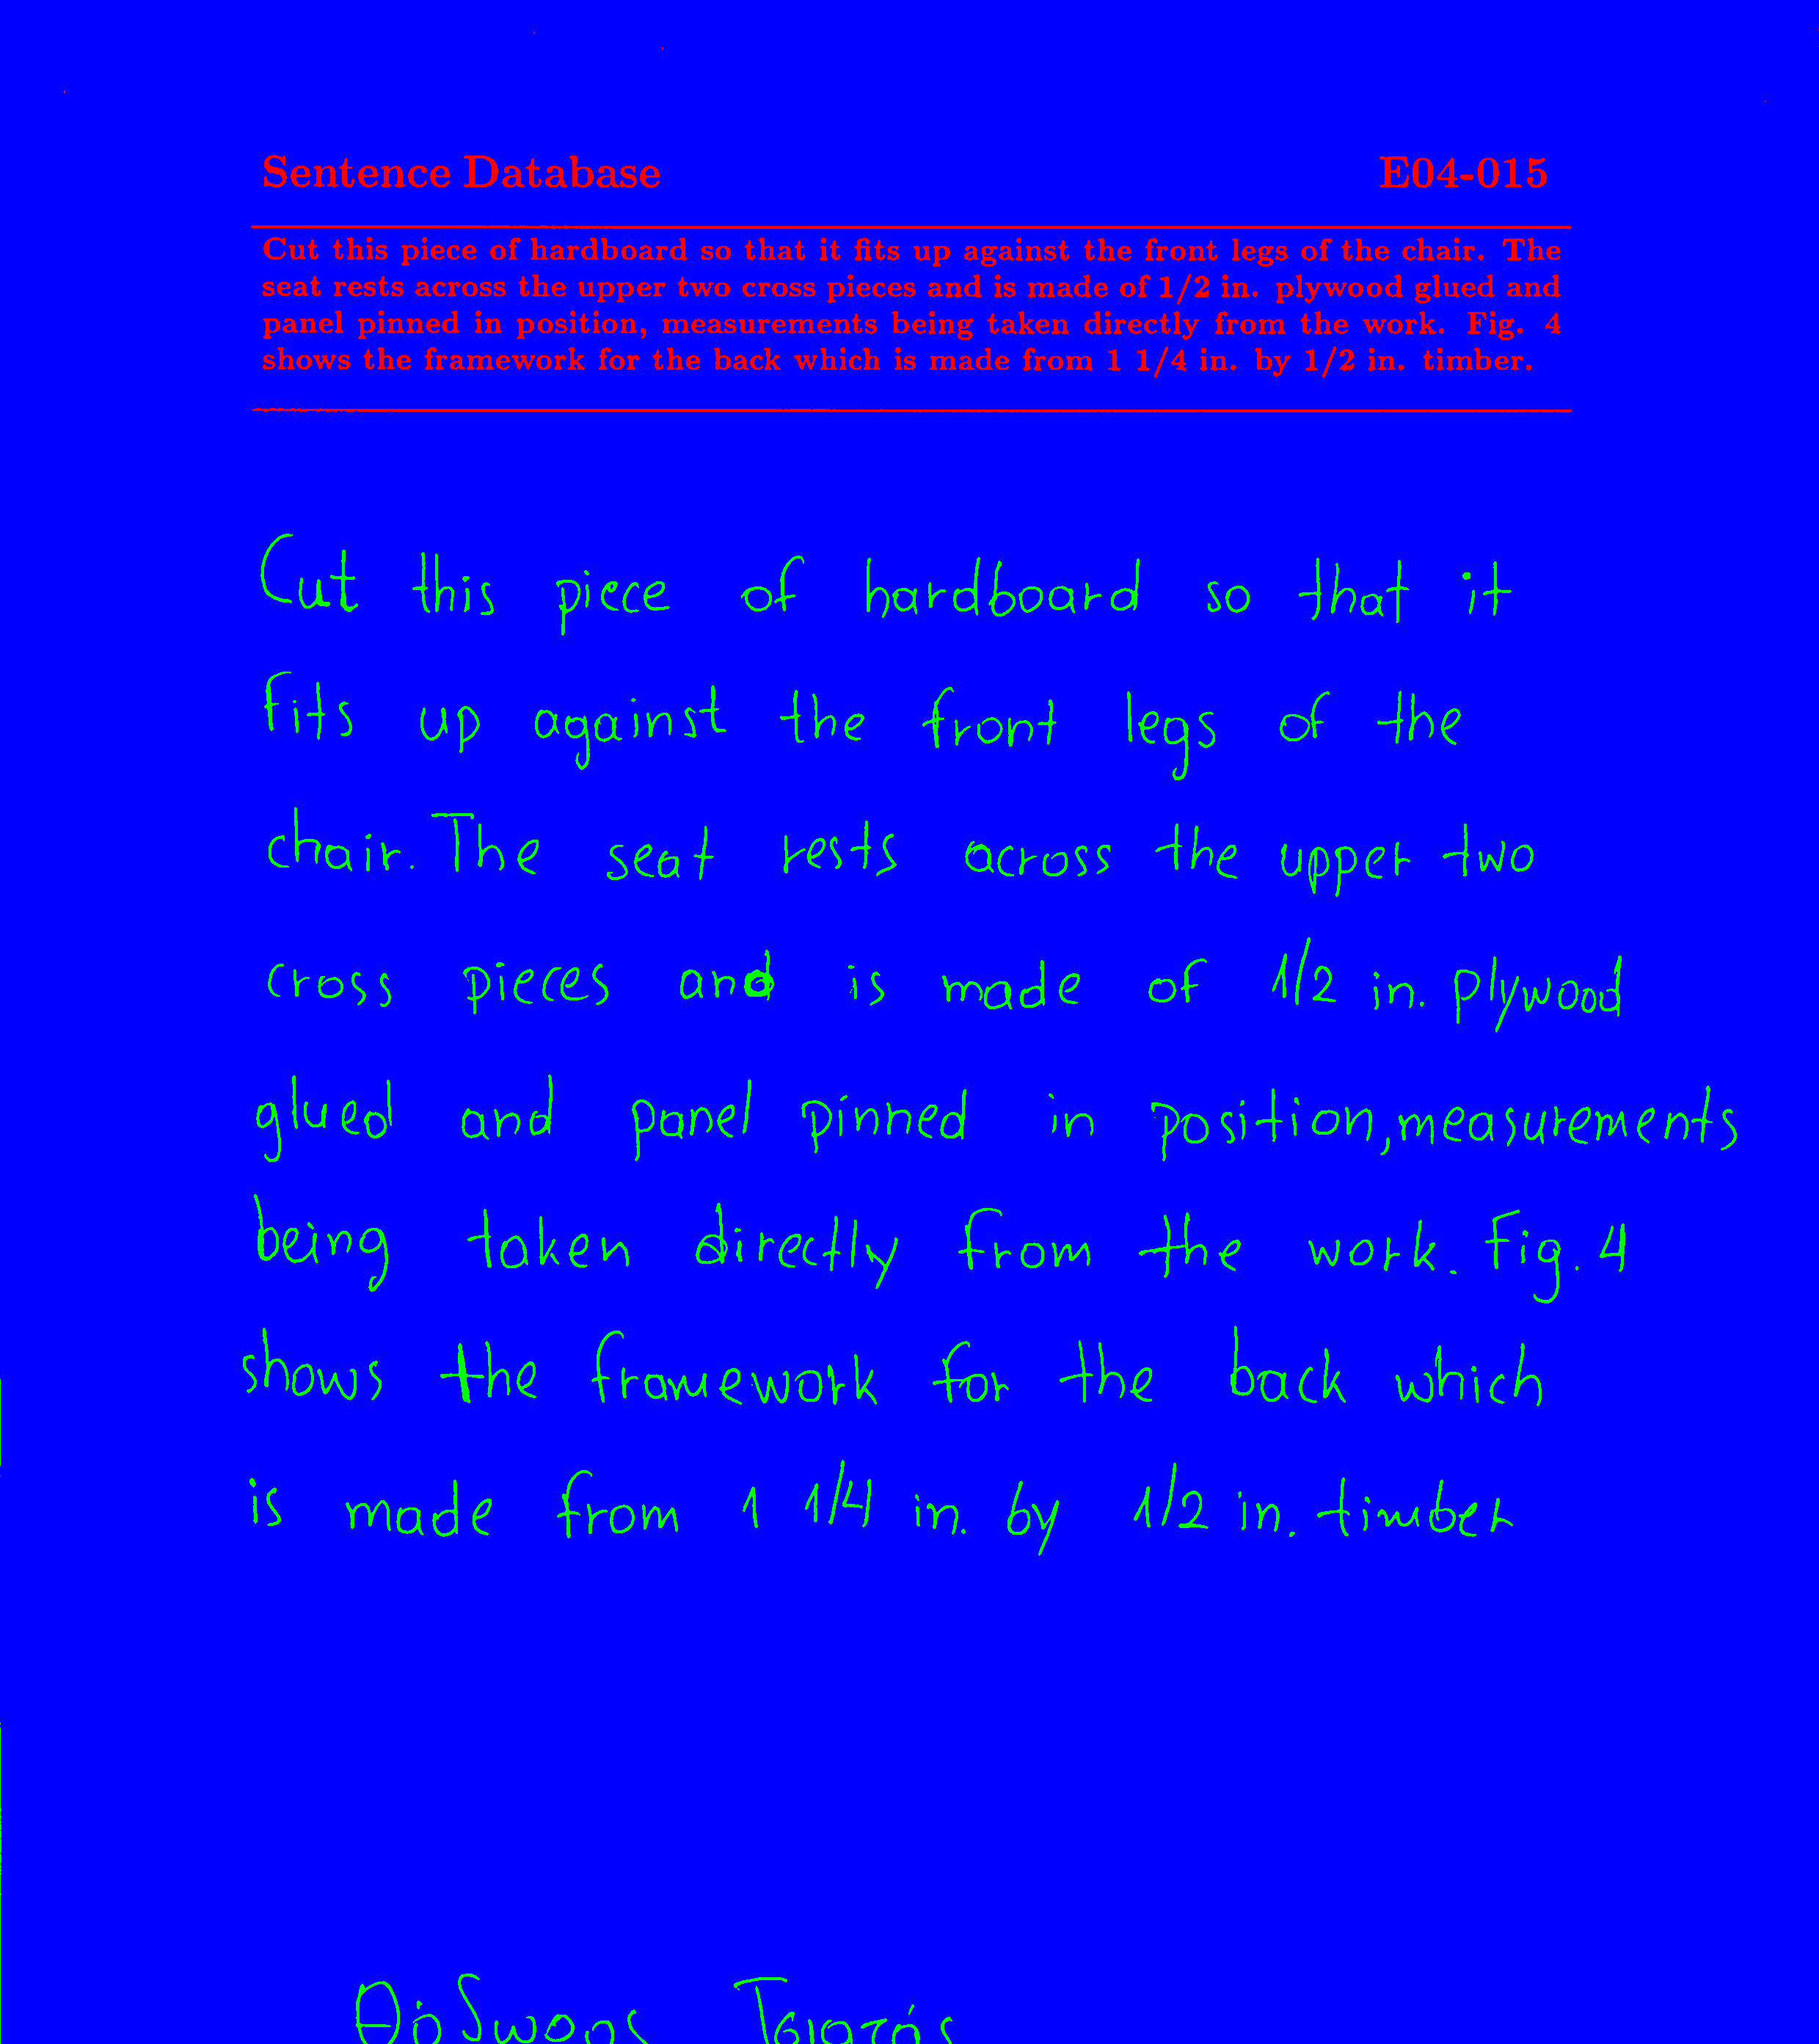 Sentence Database E04-015
Cut this piece of hardboard so that it fits up against the front legs of the chair. The
seat rests across the upper two cross pieces and is made of 1/2 in. plywood glued and
panel pinned in position, measurements being taken directly from the work. Fig. 4
shows the framework for the back which is made from 1 1/4 in. by 1/2 in. timber.
Cut this piece of hardboard so that it
fits up against the front legs of the
chair. The seat rests across the upper two
cross pieces and is made of 1/2 in. plywood
glued and panel pinned in position, measurements
being taken directly from the work. Fig. 4
shows the framework for the back which
is made from 1 1/4 in. by 1/2 in. timber